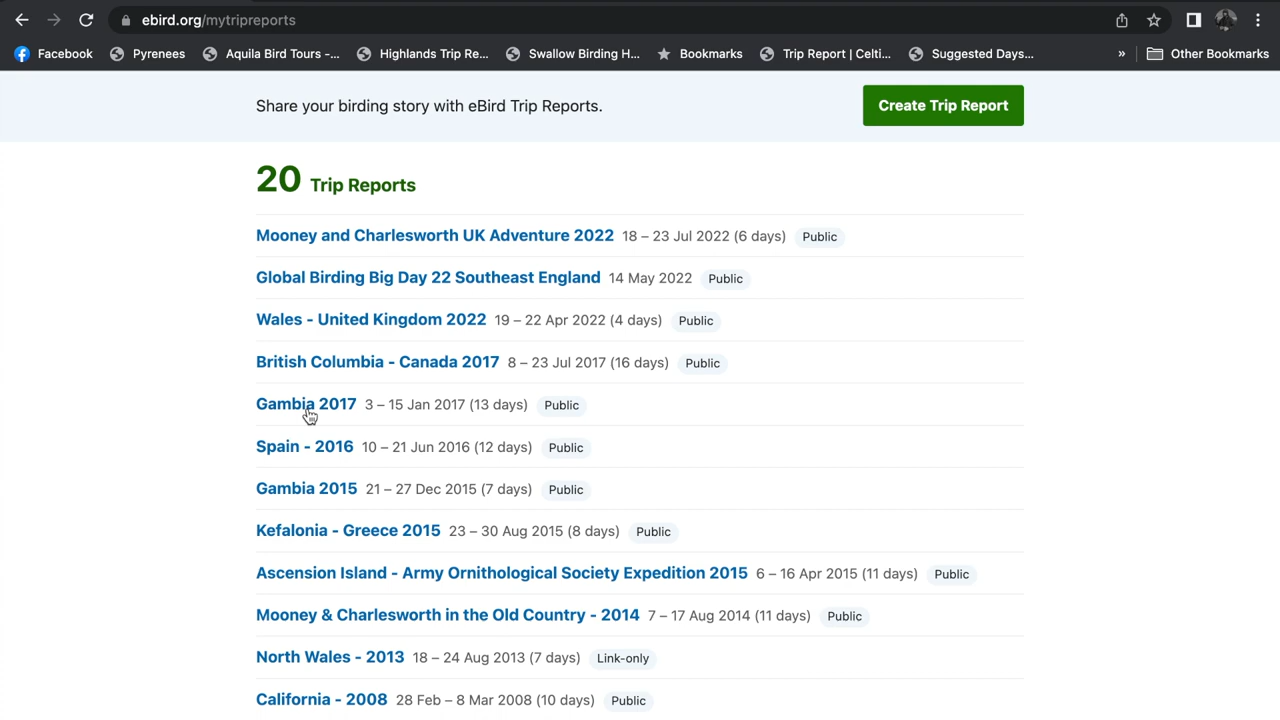 ebird.org/mytripreports
Facebook Pyrenees Aquila Bird Tours -... Highlands Trip Re... Swallow Birding H... Bookmarks Trip Report | Celti... Suggested Days... » Other Bookmarks
Share your birding story with eBird Trip Reports. Create Trip Report
20 Trip Reports
Mooney and Charlesworth UK Adventure 2022 18 – 23 Jul 2022 (6 days) Public
Global Birding Big Day 22 Southeast England 14 May 2022 Public
Wales - United Kingdom 2022 19 – 22 Apr 2022 (4 days) Public
British Columbia - Canada 2017 8 – 23 Jul 2017 (16 days) Public
Gambia 2017 3 – 15 Jan 2017 (13 days) Public
Spain - 2016 10 – 21 Jun 2016 (12 days) Public
Gambia 2015 21 – 27 Dec 2015 (7 days) Public
Kefalonia - Greece 2015 23 – 30 Aug 2015 (8 days) Public
Ascension Island - Army Ornithological Society Expedition 2015 6 – 16 Apr 2015 (11 days) Public
Mooney & Charlesworth in the Old Country - 2014 7 – 17 Aug 2014 (11 days) Public
North Wales - 2013 18 – 24 Aug 2013 (7 days) Link-only
California - 2008 28 Feb – 8 Mar 2008 (10 days) Public